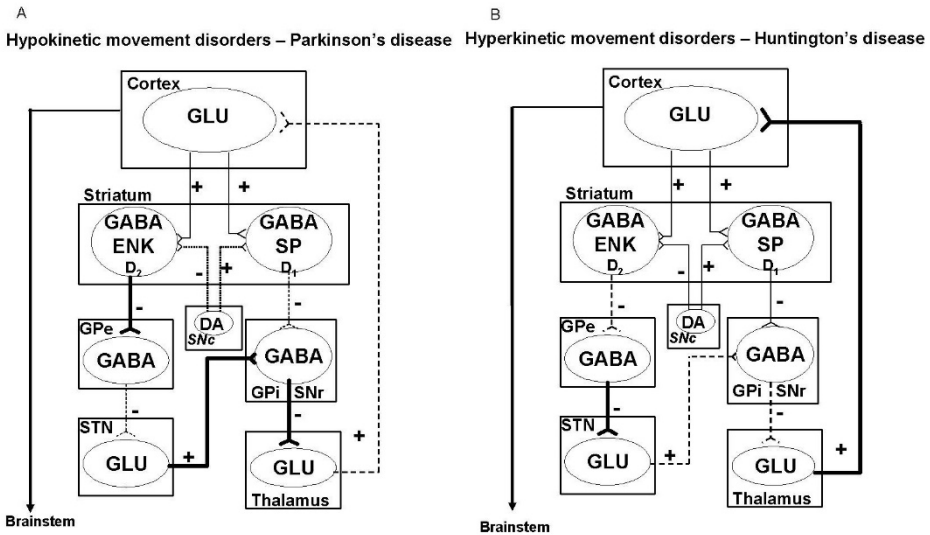 A
Hypokinetic movement disorders – Parkinson's disease
Cortex
GLU
+ +
Striatum
GABA
ENK
D2
GABA
SP
D1
- +
- -
DA
SNc
GPe
GABA
GABA
GPi SNr
- -
STN
GLU
+
+
GLU
Thalamus
Brainstem
B
Hyperkinetic movement disorders – Huntington's disease
Cortex
GLU
+ +
Striatum
GABA
ENK
D2
GABA
SP
D1
- +
- -
DA
SNc
GPe
GABA
GABA
GPi SNr
- -
STN
GLU
+
+
GLU
Thalamus
Brainstem